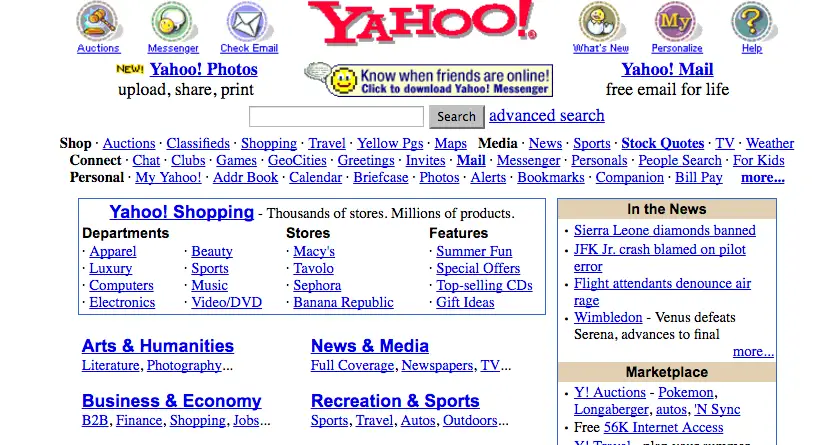 YAHOO!
Auctions Messenger Check Email What's New Personalize Help
My
NEW! Yahoo! Photos
upload, share, print
Know when friends are online!
Click to download Yahoo! Messenger
Yahoo! Mail
free email for life
Search advanced search
Shop · Auctions · Classifieds · Shopping · Travel · Yellow Pgs · Maps Media · News · Sports · Stock Quotes · TV · Weather
Connect · Chat · Clubs · Games · GeoCities · Greetings · Invites · Mail · Messenger · Personals · People Search · For Kids
Personal · My Yahoo! · Addr Book · Calendar · Briefcase · Photos · Alerts · Bookmarks · Companion · Bill Pay more...
Yahoo! Shopping - Thousands of stores. Millions of products.
Departments Stores Features
· Apparel · Beauty · Macy's · Summer Fun
· Luxury · Sports · Tavolo · Special Offers
· Computers · Music · Sephora · Top-selling CDs
· Electronics · Video/DVD · Banana Republic · Gift Ideas
Arts & Humanities
Literature, Photography...
News & Media
Full Coverage, Newspapers, TV...
Business & Economy
B2B, Finance, Shopping, Jobs...
Recreation & Sports
Sports, Travel, Autos, Outdoors...
In the News
· Sierra Leone diamonds banned
· JFK Jr. crash blamed on pilot
error
· Flight attendants denounce air
rage
· Wimbledon - Venus defeats
Serena, advances to final
more...
Marketplace
· Y! Auctions - Pokemon,
Longaberger, autos, 'N Sync
· Free 56K Internet Access